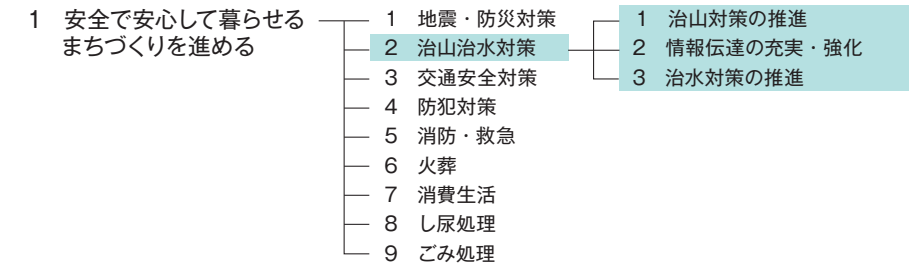 1 安全で安心して暮らせる
まちづくりを進める
1 地震・防災対策
2 治山治水対策
3 交通安全対策
4 防犯対策
5 消防・救急
6 火葬
7 消費生活
8 し尿処理
9 ごみ処理
1 治山対策の推進
2 情報伝達の充実・強化
3 治水対策の推進